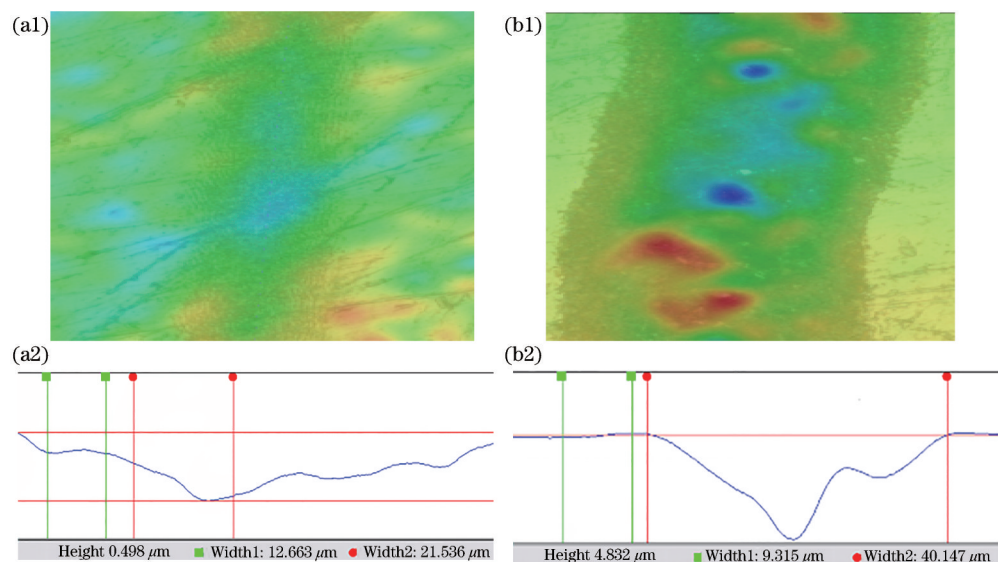 (a1)
(b1)
(a2)
(b2)
Height 0.498 μm Width1: 12.663 μm Width2: 21.536 μm
Height 4.832 μm Width1: 9.315 μm Width2: 40.147 μm